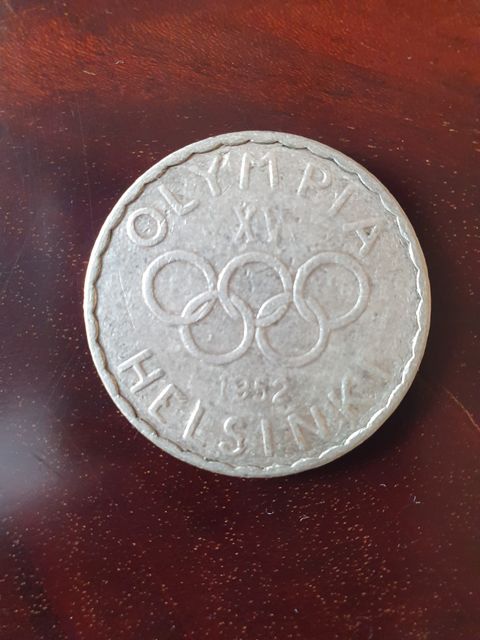 OLYMPIA
XV
1952
HELSINKI